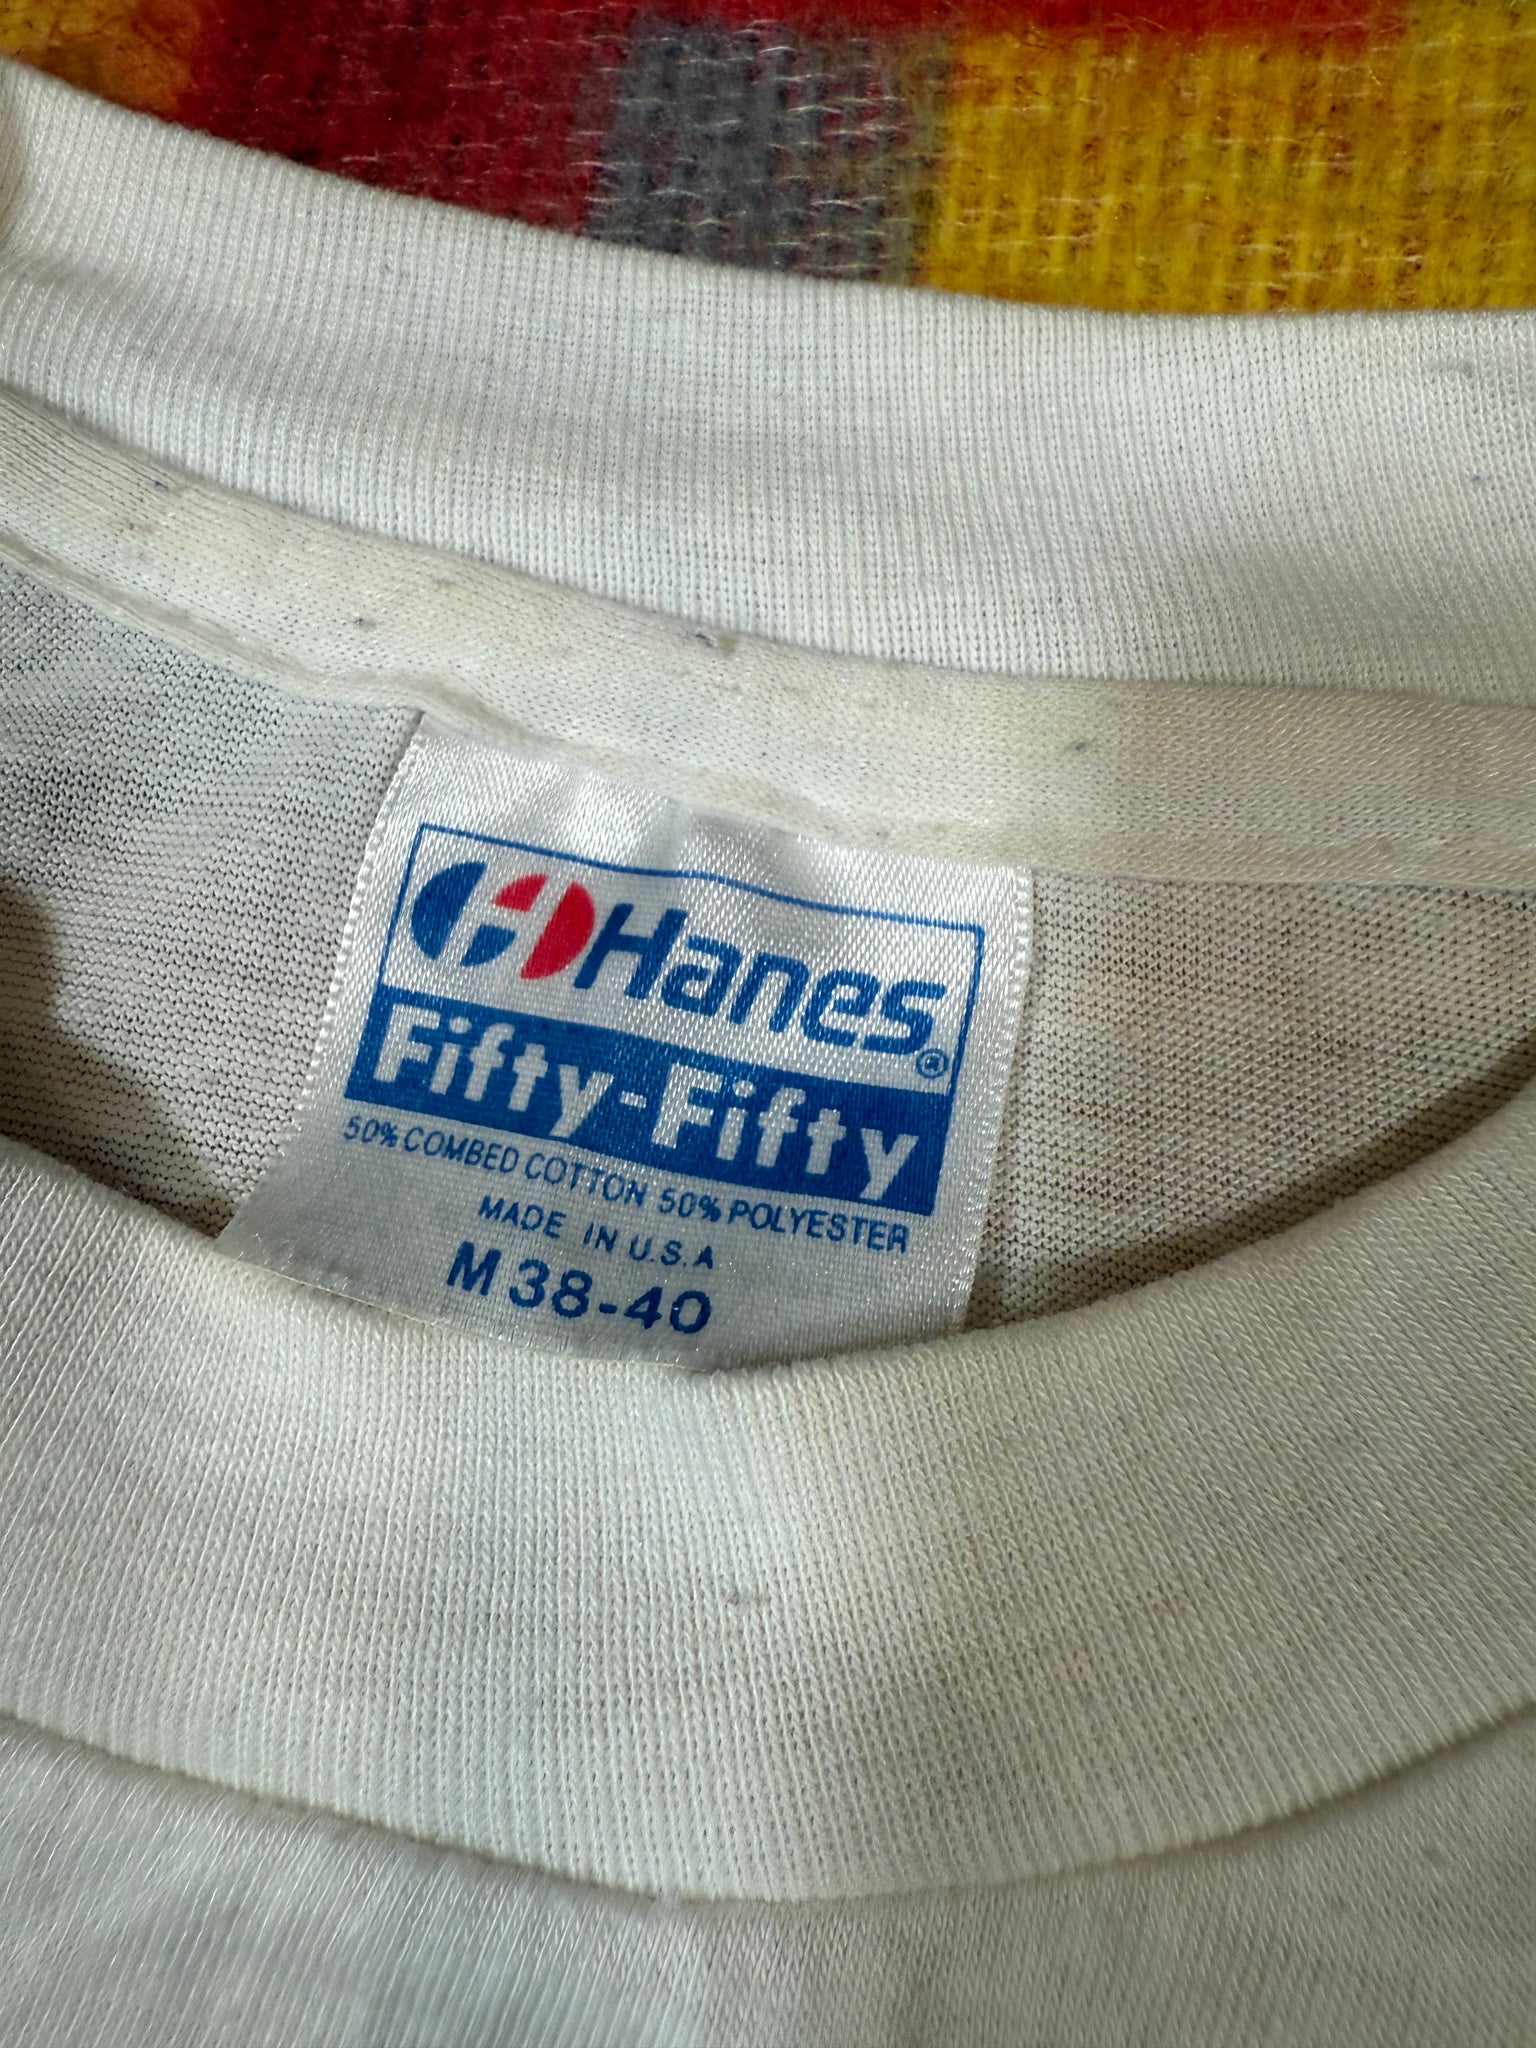 Hanes®
Fifty-Fifty
50% COMBED COTTON 50% POLYESTER
MADE IN U.S.A
M 38-40